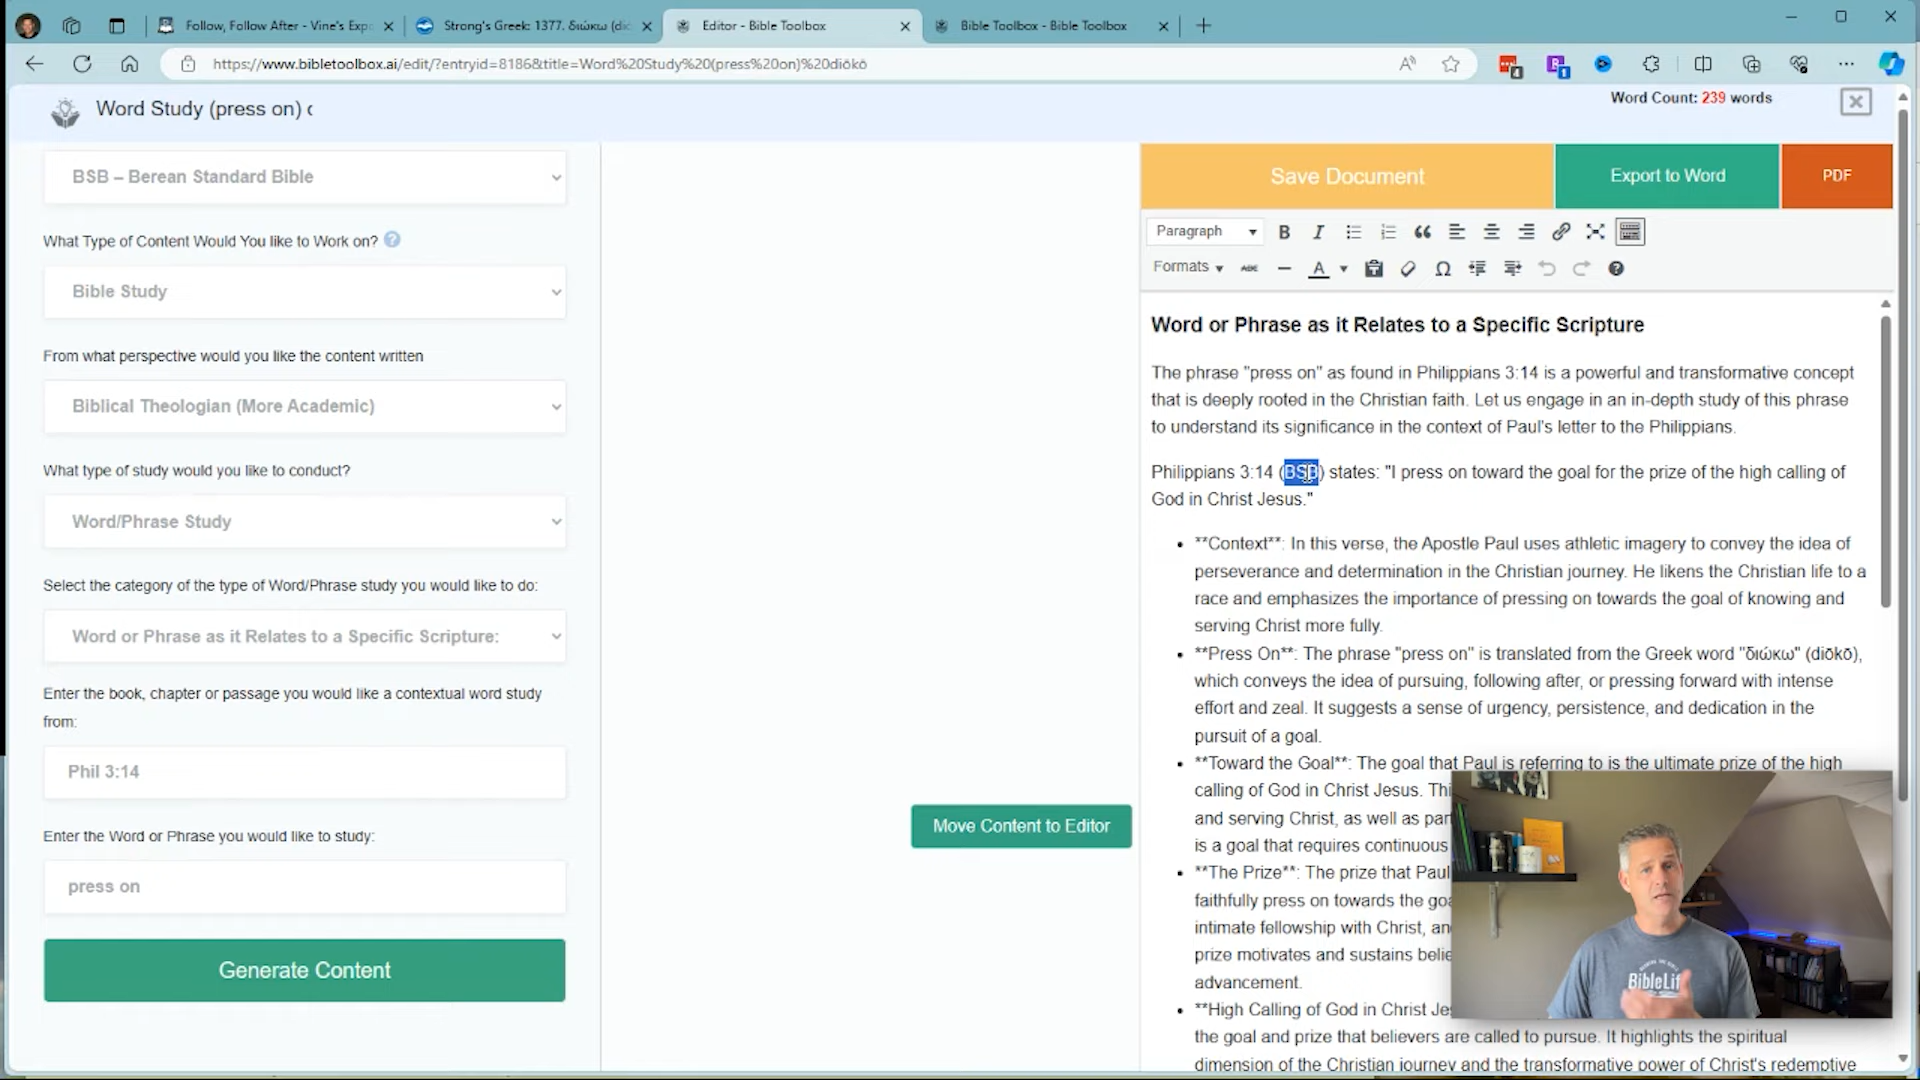 Follow, Follow After - Vine's Exp
Strong's Greek: 1377. διώκω (dió
Editor - Bible Toolbox
Bible Toolbox - Bible Toolbox
https://www.bibletoolbox.ai/edit/?entryid=8186&title=Word%20Study%20(press%20on)%20diókó
Word Study (press on) d
Word Count: 239 words
BSB – Berean Standard Bible
What Type of Content Would You like to Work on?
Bible Study
From what perspective would you like the content written
Biblical Theologian (More Academic)
What type of study would you like to conduct?
Word/Phrase Study
Select the category of the type of Word/Phrase study you would like to do:
Word or Phrase as it Relates to a Specific Scripture:
Enter the book, chapter or passage you would like a contextual word study
from:
Phil 3:14
Enter the Word or Phrase you would like to study:
press on
Generate Content
Move Content to Editor
Save Document
Export to Word
PDF
Paragraph
Formats
Word or Phrase as it Relates to a Specific Scripture
The phrase "press on" as found in Philippians 3:14 is a powerful and transformative concept
that is deeply rooted in the Christian faith. Let us engage in an in-depth study of this phrase
to understand its significance in the context of Paul's letter to the Philippians.
Philippians 3:14 (BSB) states: "I press on toward the goal for the prize of the high calling of
God in Christ Jesus."
• **Context**: In this verse, the Apostle Paul uses athletic imagery to convey the idea of
perseverance and determination in the Christian journey. He likens the Christian life to a
race and emphasizes the importance of pressing on towards the goal of knowing and
serving Christ more fully.
• **Press On**: The phrase "press on" is translated from the Greek word "διώκω" (diōkō),
which conveys the idea of pursuing, following after, or pressing forward with intense
effort and zeal. It suggests a sense of urgency, persistence, and dedication in the
pursuit of a goal.
• **Toward the Goal**: The goal that Paul is referring to is the ultimate prize of the high
calling of God in Christ Jesus. Thi
and serving Christ, as well as par
is a goal that requires continuous
• **The Prize**: The prize that Paul
faithfully press on towards the goa
intimate fellowship with Christ, an
prize motivates and sustains belie
advancement.
• **High Calling of God in Christ Je
the goal and prize that believers are called to pursue. It highlights the spiritual
dimension of the Christian journey and the transformative power of Christ's redemptive
BibleLif